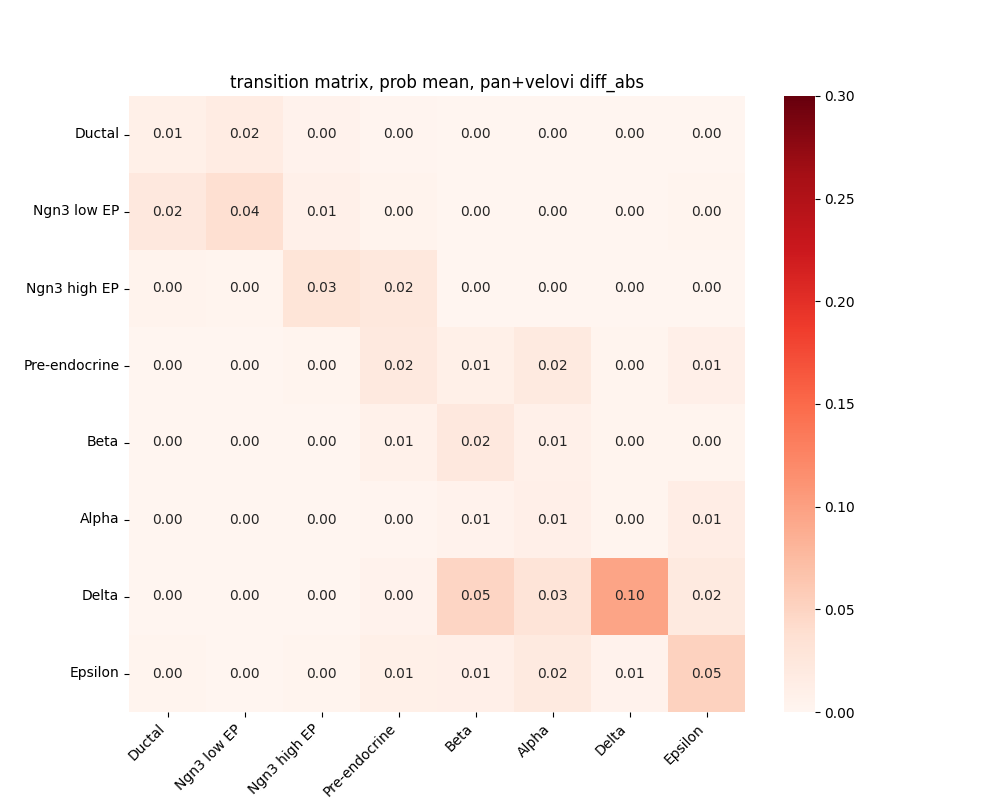 transition matrix, prob mean, pan+velovi diff_abs
Ductal 0.01 0.02 0.00 0.00 0.00 0.00 0.00 0.00
Ngn3 low EP 0.02 0.04 0.01 0.00 0.00 0.00 0.00 0.00
Ngn3 high EP 0.00 0.00 0.03 0.02 0.00 0.00 0.00 0.00
Pre-endocrine 0.00 0.00 0.00 0.02 0.01 0.02 0.00 0.01
Beta 0.00 0.00 0.00 0.01 0.02 0.01 0.00 0.00
Alpha 0.00 0.00 0.00 0.00 0.01 0.01 0.00 0.01
Delta 0.00 0.00 0.00 0.00 0.05 0.03 0.10 0.02
Epsilon 0.00 0.00 0.00 0.01 0.01 0.02 0.01 0.05
Ductal Ngn3 low EP Ngn3 high EP Pre-endocrine Beta Alpha Delta Epsilon
0.30
0.25
0.20
0.15
0.10
0.05
0.00